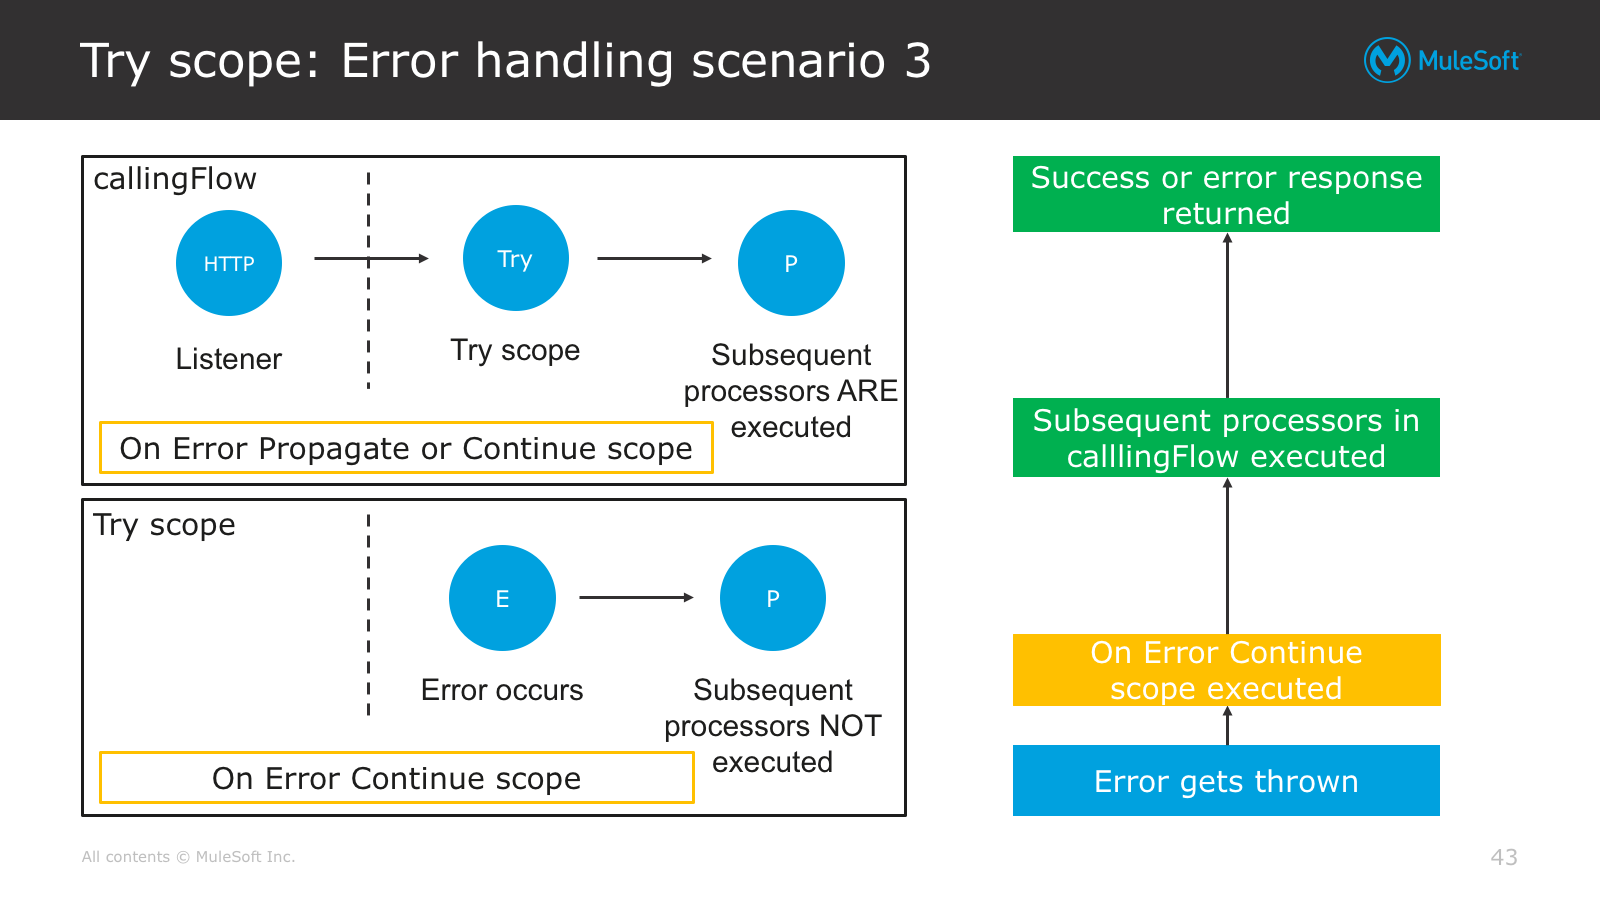 Try scope: Error handling scenario 3
MuleSoft
callingFlow
HTTP
Try
P
Listener
Try scope
Subsequent
processors ARE
executed
On Error Propagate or Continue scope
Try scope
E
P
Error occurs
Subsequent
processors NOT
executed
On Error Continue scope
Success or error response
returned
Subsequent processors in
calllingFlow executed
On Error Continue
scope executed
Error gets thrown
All contents © MuleSoft Inc.
43